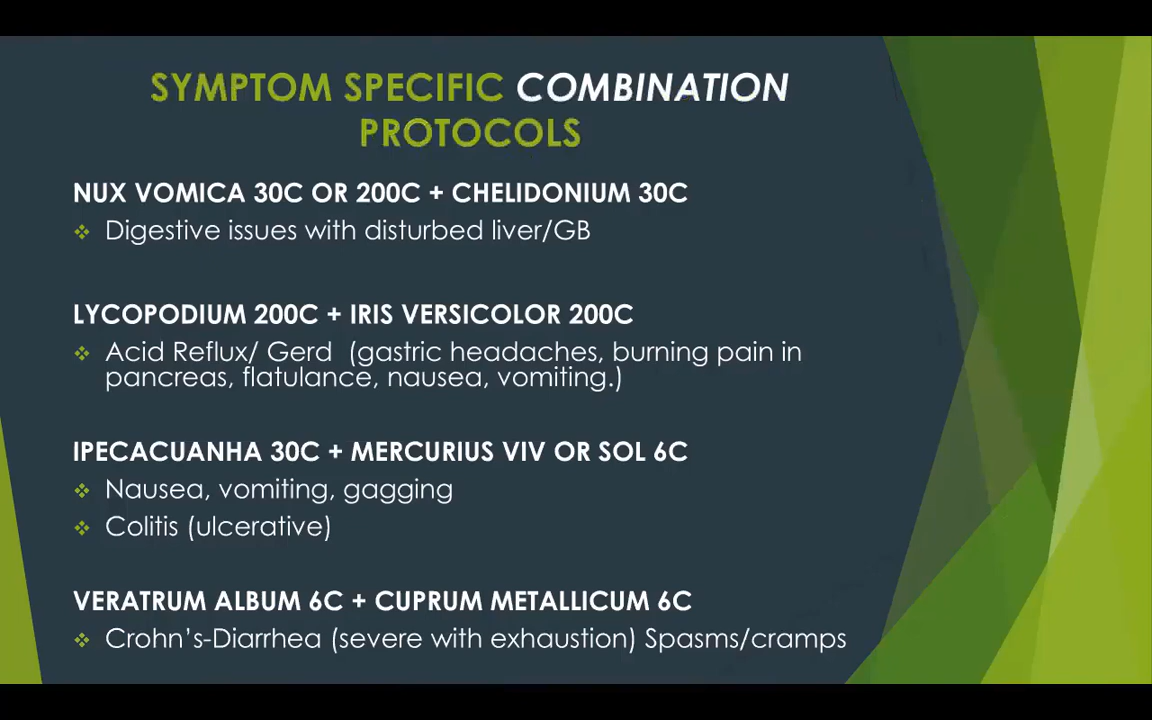 SYMPTOM SPECIFIC COMBINATION
PROTOCOLS
NUX VOMICA 30C OR 200C + CHELIDONIUM 30C
❖ Digestive issues with disturbed liver/GB
LYCOPODIUM 200C + IRIS VERSICOLOR 200C
❖ Acid Reflux/ Gerd (gastric headaches, burning pain in
pancreas, flatulance, nausea, vomiting.)
IPECACUANHA 30C + MERCURIUS VIV OR SOL 6C
❖ Nausea, vomiting, gagging
❖ Colitis (ulcerative)
VERATRUM ALBUM 6C + CUPRUM METALLICUM 6C
❖ Crohn's-Diarrhea (severe with exhaustion) Spasms/cramps